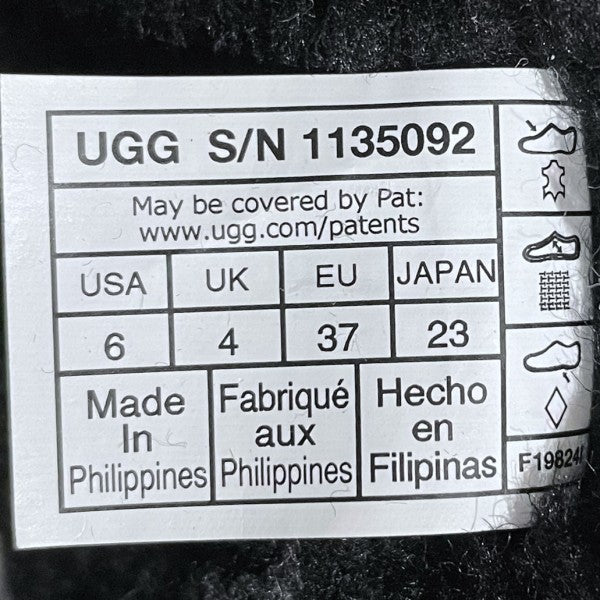 UGG S/N 1135092
May be covered by Pat:
www.ugg.com/patents
USA UK EU JAPAN
6 4 37 23
Made
In
Philippines
Fabriqué
aux
Philippines
Hecho
en
Filipinas